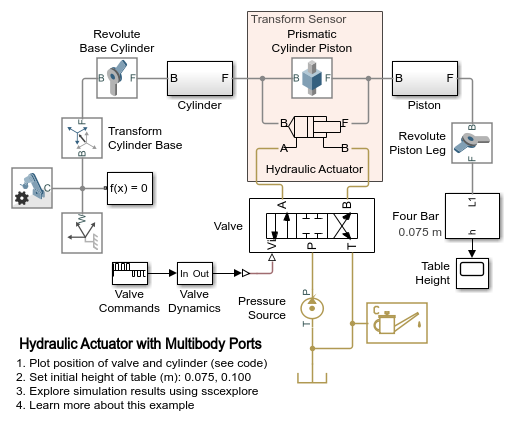 Transform Sensor
Revolute
Base Cylinder
Prismatic
Cylinder Piston
B
F
B
F
B
F
B
F
Cylinder
Piston
F
B
Transform
Cylinder Base
B
F
A
B
Hydraulic Actuator
B
F
Revolute
Piston Leg
C
f(x) = 0
W
Valve
A
B
Vi
P
T
Four Bar
0.075 m
L1
h
Table
Height
Valve
Commands
In Out
Valve
Dynamics
Pressure
Source
P
T
C
Hydraulic Actuator with Multibody Ports
1. Plot position of valve and cylinder (see code)
2. Set initial height of table (m): 0.075, 0.100
3. Explore simulation results using sscexplore
4. Learn more about this example